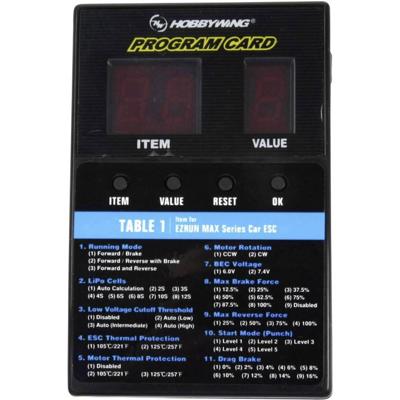 HOBBYWING
PROGRAM CARD
ITEM VALUE
ITEM VALUE RESET OK
TABLE 1 Item for EZRUN MAX Series Car ESC
1. Running Mode
(1) Forward / Brake
(2) Forward / Reverse with Brake
(3) Forward and Reverse
2. LiPo Cells
(1) Auto Calculation (2) 2S (3) 3S
(4) 4S (5) 5S (6) 6S (7) 8S (8) 10S (9) 12S
3. Low Voltage Cutoff Threshold
(1) Disabled (2) Auto (Low)
(3) Auto (Intermediate) (4) Auto (High)
4. ESC Thermal Protection
(1) 105℃/221℉ (2) 125℃/257℉
5. Motor Thermal Protection
(1) Disabled
(2) 105℃/221℉ (3) 125℃/257℉
6. Motor Rotation
(1) CCW (2) CW
7. BEC Voltage
(1) 6.0V (2) 7.4V
8. Max Brake Force
(1) 12.5% (2) 25% (3) 37.5%
(4) 50% (5) 62.5% (6) 75%
(7) 87.5% (8) 100% (9) Disabled
9. Max Reverse Force
(1) 25% (2) 50% (3) 75% (4) 100%
10. Start Mode (Punch)
(1) Level 1 (2) Level 2 (3) Level 3
(4) Level 4 (5) Level 5
11. Drag Brake
(1) 0% (2) 2% (3) 4% (4) 6% (5) 8%
(6) 10% (7) 12% (8) 14% (9) 16%